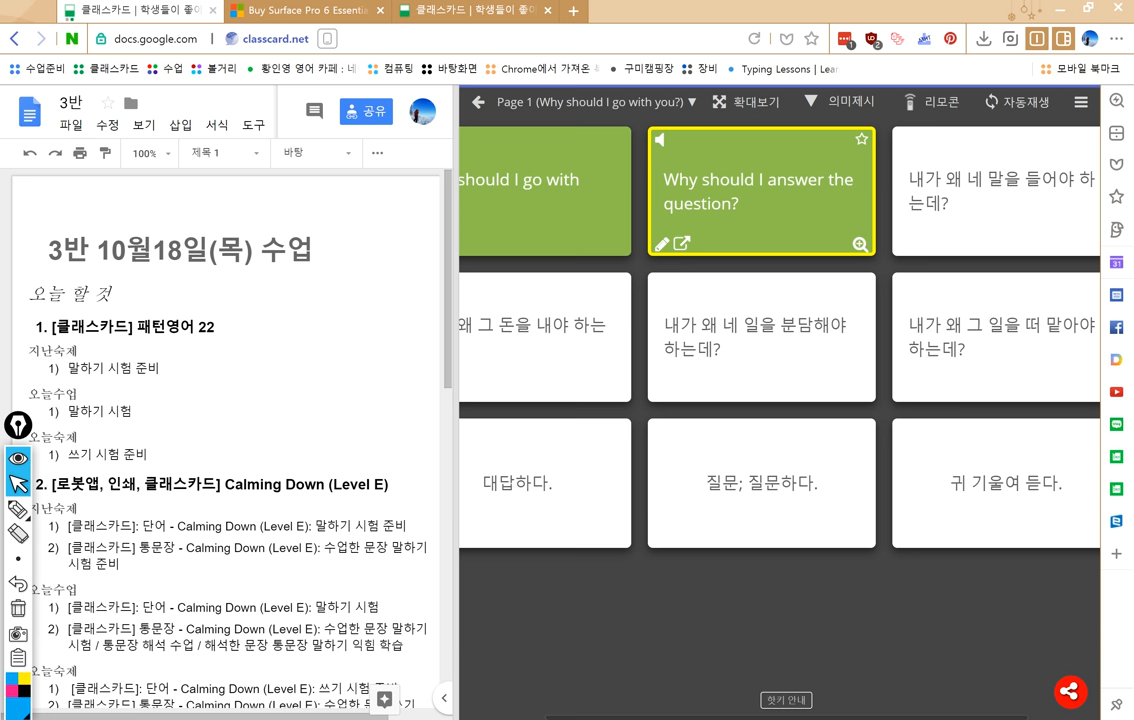 클래스카드 | 학생들이 좋아
Buy Surface Pro 6 Essentia
클래스카드 | 학생들이 좋아
docs.google.com
classcard.net
수업준비
클래스카드
수업
볼거리
황인영 영어 카페 : 네
컴퓨팅
바탕화면
Chrome에서 가져온
구미캠핑장
장비
Typing Lessons | Lear
모바일 북마크
3반
파일 수정 보기 삽입 서식 도구
공유
100%
제목 1
바탕
3반 10월18일(목) 수업
오늘 할 것
1. [클래스카드] 패턴영어 22
지난숙제
1) 말하기 시험 준비
오늘수업
1) 말하기 시험
오늘숙제
1) 쓰기 시험 준비
2. [로봇앱, 인쇄, 클래스카드] Calming Down (Level E)
지난숙제
1) [클래스카드]: 단어 - Calming Down (Level E): 말하기 시험 준비
2) [클래스카드] 통문장 - Calming Down (Level E): 수업한 문장 말하기
시험 준비
오늘수업
1) [클래스카드]: 단어 - Calming Down (Level E): 말하기 시험
2) [클래스카드] 통문장 - Calming Down (Level E): 수업한 문장 말하기
시험 / 통문장 해석 수업 / 해석한 문장 통문장 말하기 익힘 학습
오늘숙제
1) [클래스카드]: 단어 - Calming Down (Level E): 쓰기 시험
2) [클래스카드] 통문장 - Calming Down (Level E): 수업한
Page 1 (Why should I go with you?) ▼
확대보기
의미제시
리모콘
자동재생
should I go with
Why should I answer the
question?
내가 왜 네 말을 들어야 하
는데?
왜 그 돈을 내야 하는
내가 왜 네 일을 분담해야
하는데?
내가 왜 그 일을 떠 맡아야
하는데?
대답하다.
질문; 질문하다.
귀 기울여 듣다.
핫키 안내
1
2
31